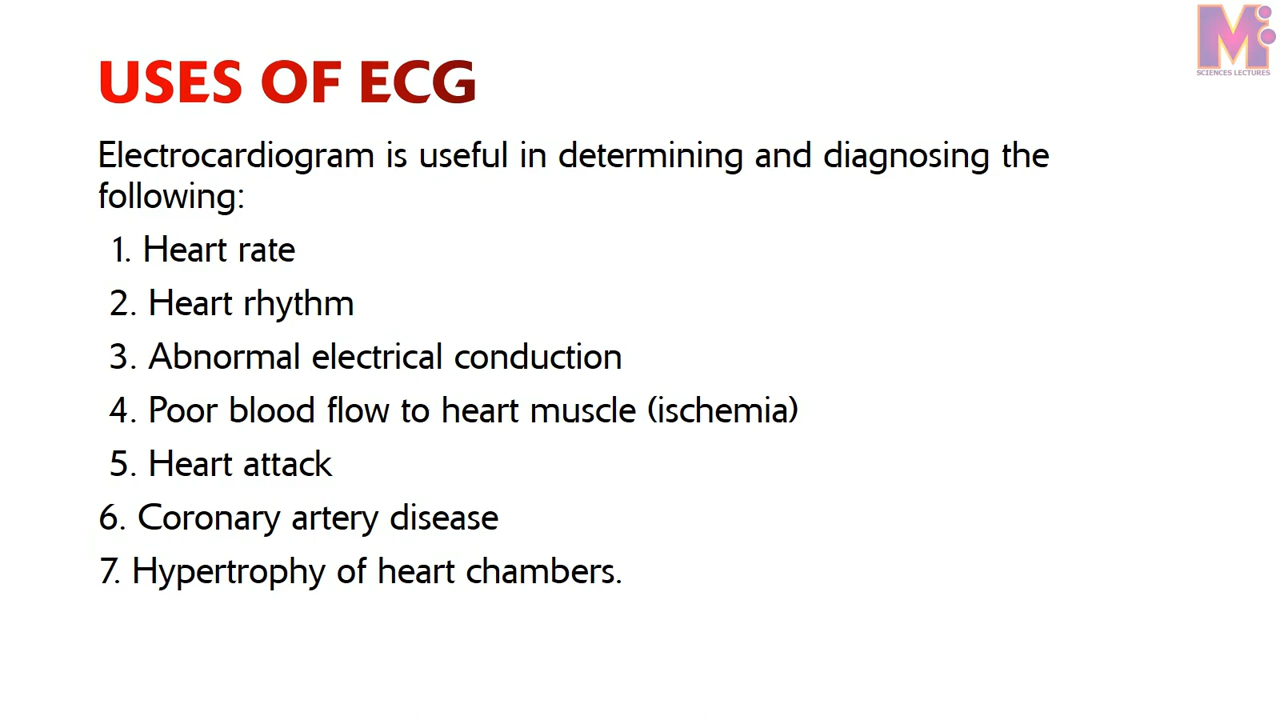 M
SCIENCES LECTURES
USES OF ECG
Electrocardiogram is useful in determining and diagnosing the
following:
1. Heart rate
2. Heart rhythm
3. Abnormal electrical conduction
4. Poor blood flow to heart muscle (ischemia)
5. Heart attack
6. Coronary artery disease
7. Hypertrophy of heart chambers.